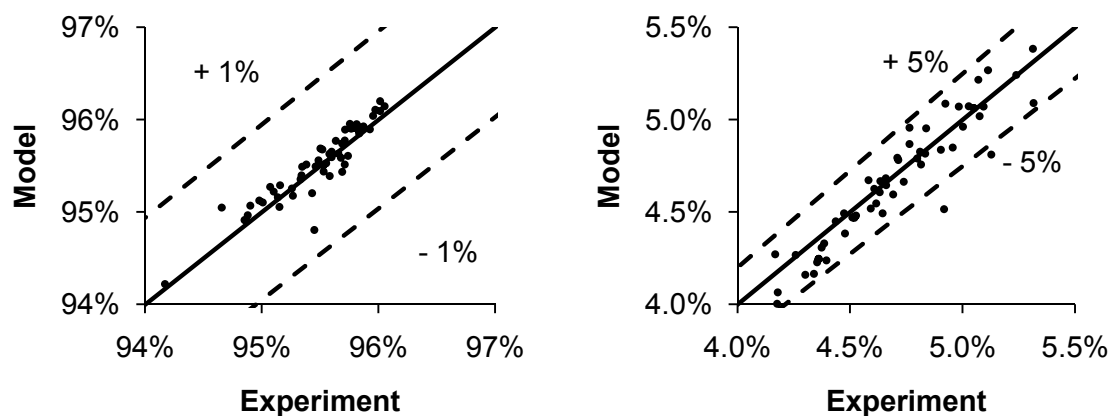 97%
96%
95%
94%
Model
+ 1%
- 1%
94% 95% 96% 97%
Experiment
5.5%
5.0%
4.5%
4.0%
Model
+ 5%
- 5%
4.0% 4.5% 5.0% 5.5%
Experiment